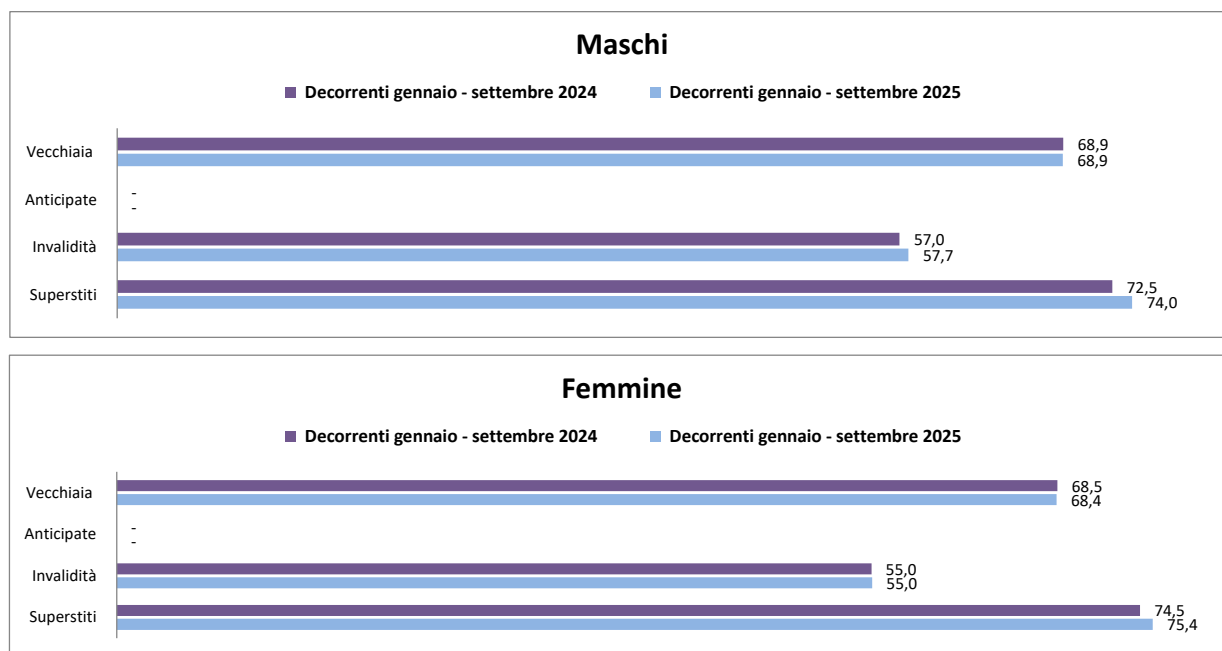 Maschi
Decorrenti gennaio - settembre 2024 Decorrenti gennaio - settembre 2025
Vecchiaia 68,9
68,9
Anticipate -
-
Invalidità 57,0
57,7
Superstiti 72,5
74,0
Femmine
Decorrenti gennaio - settembre 2024 Decorrenti gennaio - settembre 2025
Vecchiaia 68,5
68,4
Anticipate -
-
Invalidità 55,0
55,0
Superstiti 74,5
75,4